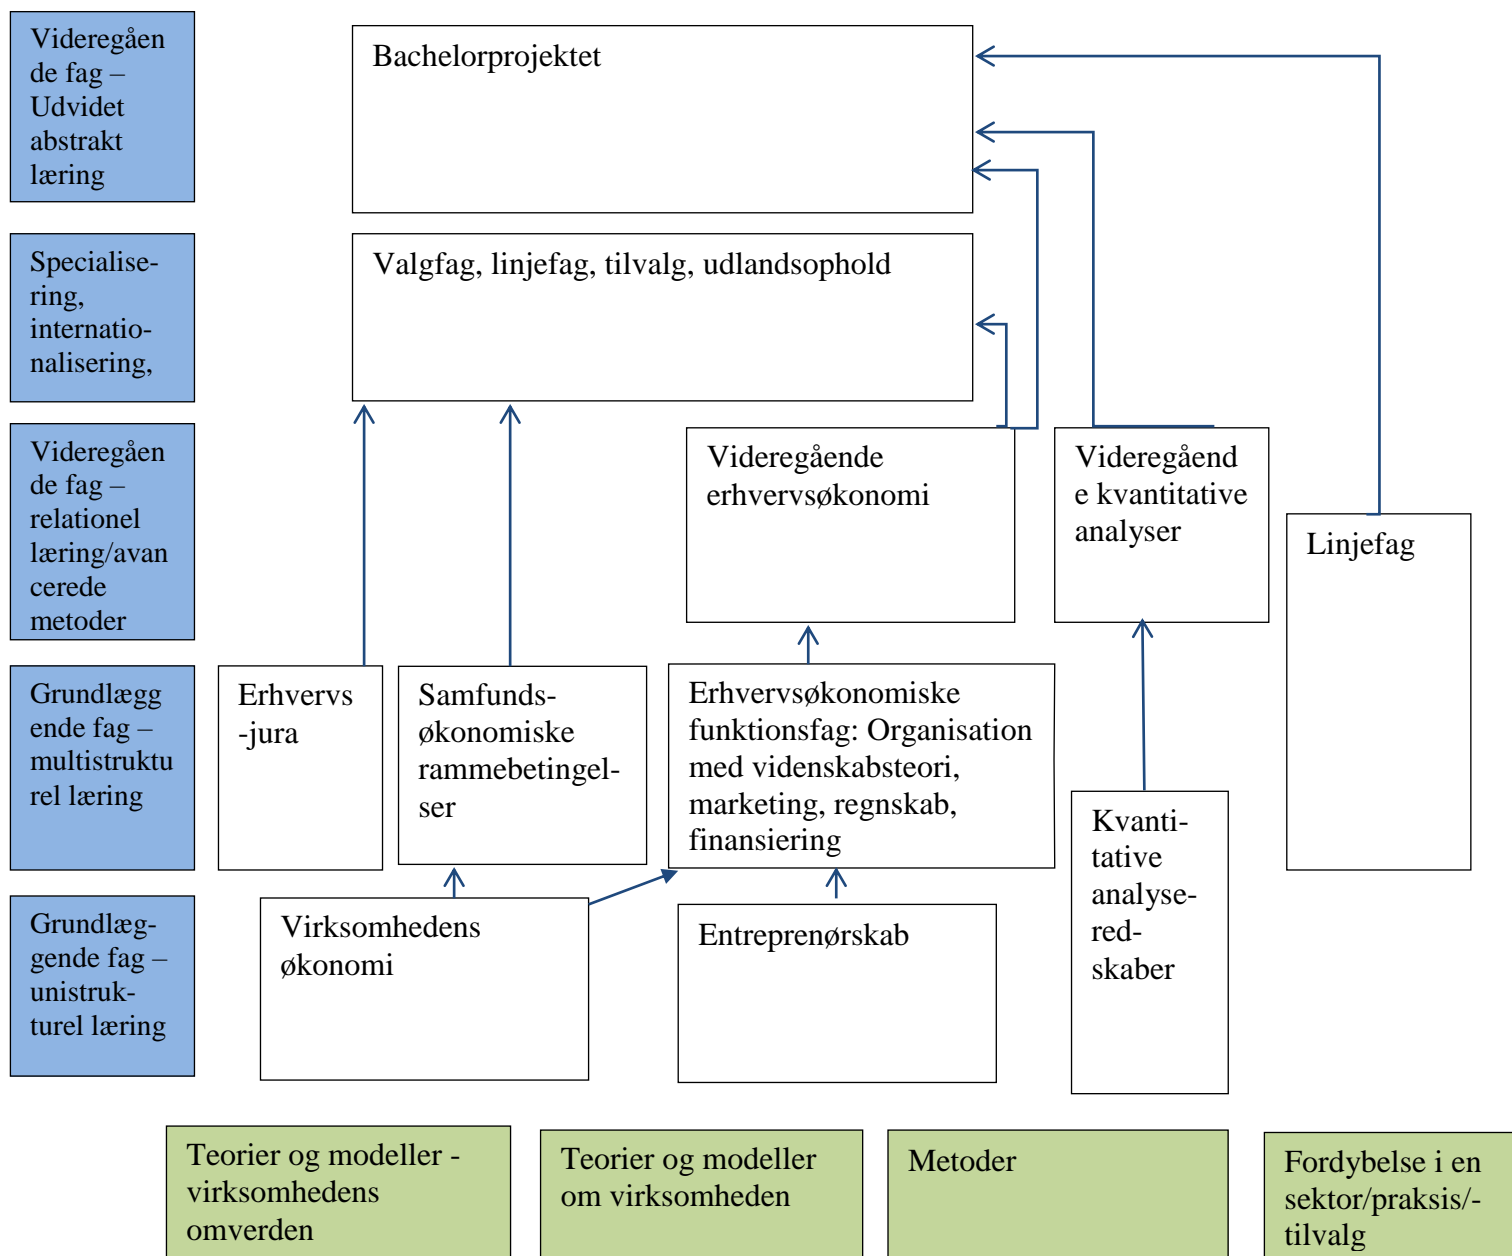 Videregåen
de fag –
Udvidet
abstrakt
læring
Bachelorprojektet
Specialise-
ring,
internatio-
nalisering,
Valgfag, linjefag, tilvalg, udlandsophold
Videregåen
de fag –
relationel
læring/avan
cerede
metoder
Videregående
erhvervsøkonomi
Videregåend
e kvantitative
analyser
Linjefag
Grundlægg
ende fag –
multistruktu
rel læring
Erhvervs
-jura
Samfunds-
økonomiske
rammebetingel-
ser
Erhvervsøkonomiske
funktionsfag: Organisation
med videnskabsteori,
marketing, regnskab,
finansiering
Kvanti-
tative
analyse-
red-
skaber
Grundlæg-
gende fag –
unistruk-
turel læring
Virksomhedens
økonomi
Entreprenørskab
Teorier og modeller -
virksomhedens
omverden
Teorier og modeller
om virksomheden
Metoder
Fordybelse i en
sektor/praksis/-
tilvalg